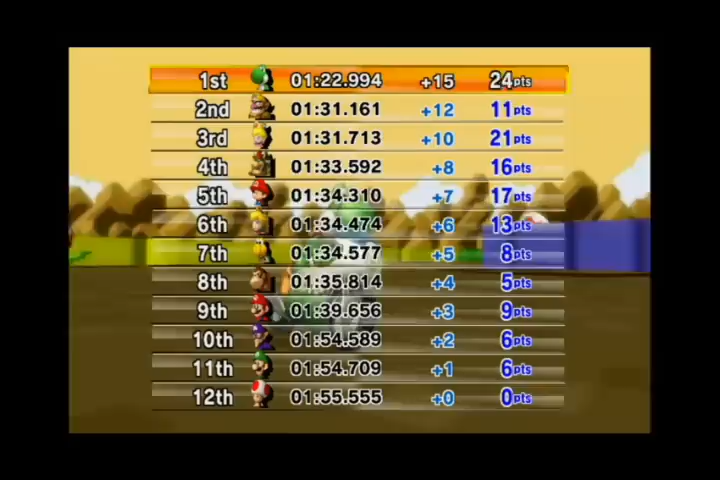 1st 01:22.994 +15 24pts
2nd 01:31.161 +12 11pts
3rd 01:31.713 +10 21pts
4th 01:33.592 +8 16pts
5th 01:34.310 +7 17pts
6th 01:34.474 +6 13pts
7th 01:34.577 +5 8pts
8th 01:35.814 +4 5pts
9th 01:39.656 +3 9pts
10th 01:54.589 +2 6pts
11th 01:54.709 +1 6pts
12th 01:55.555 +0 0pts